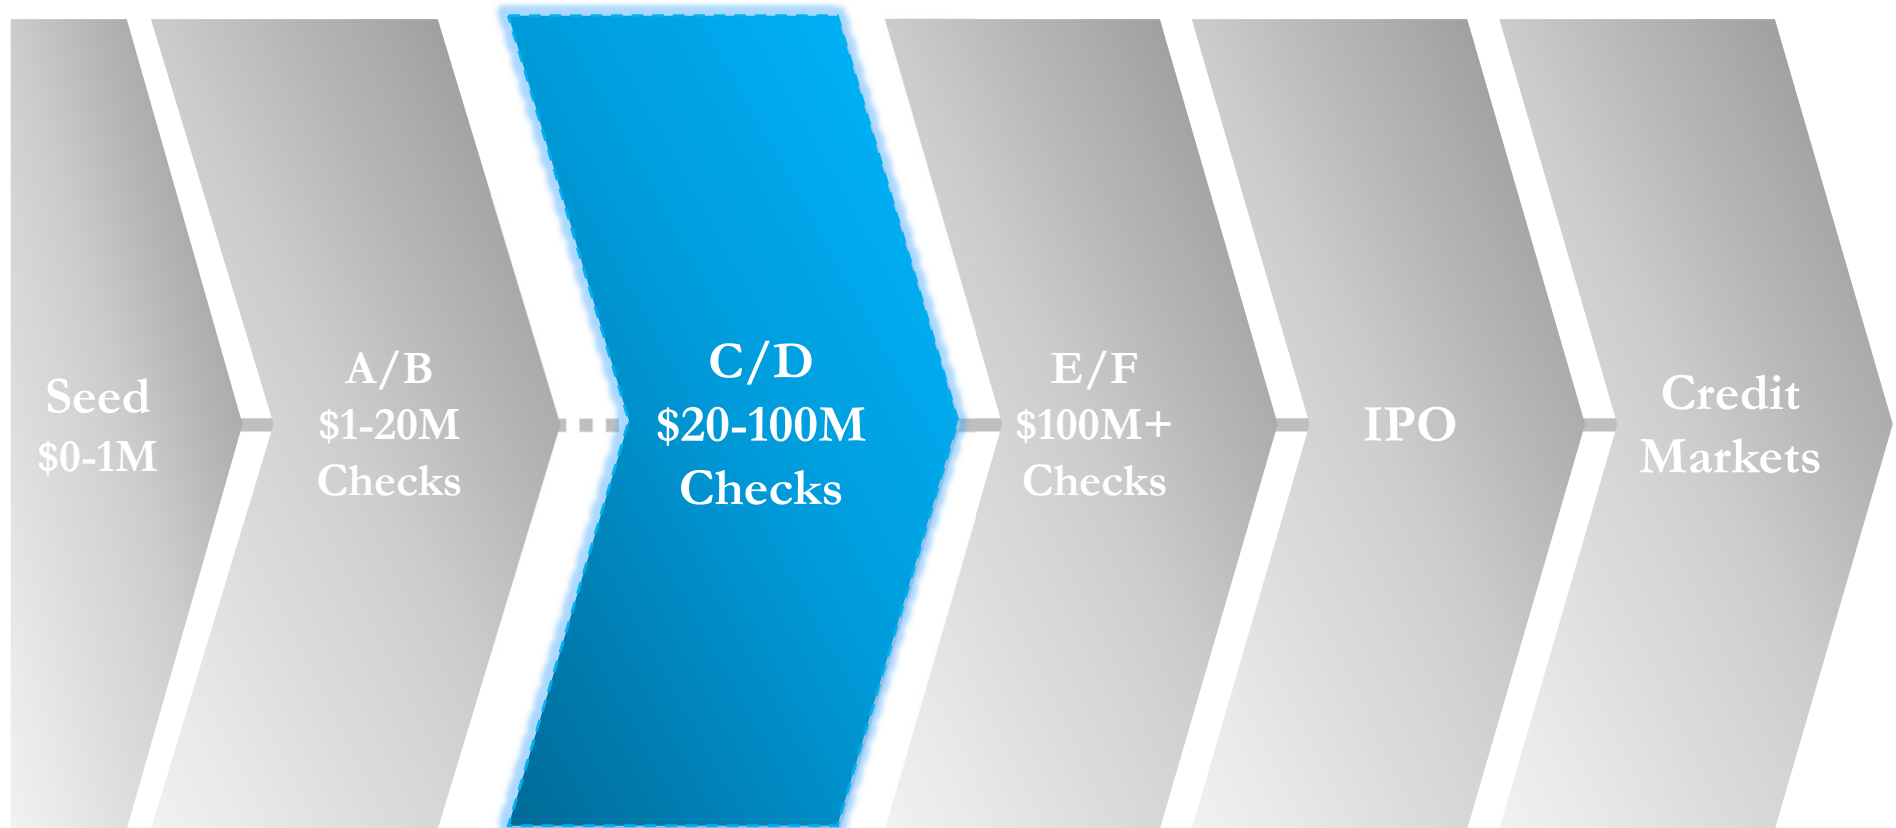 Seed
$0-1M
A/B
$1-20M
Checks
C/D
$20-100M
Checks
E/F
$100M+
Checks
IPO
Credit
Markets